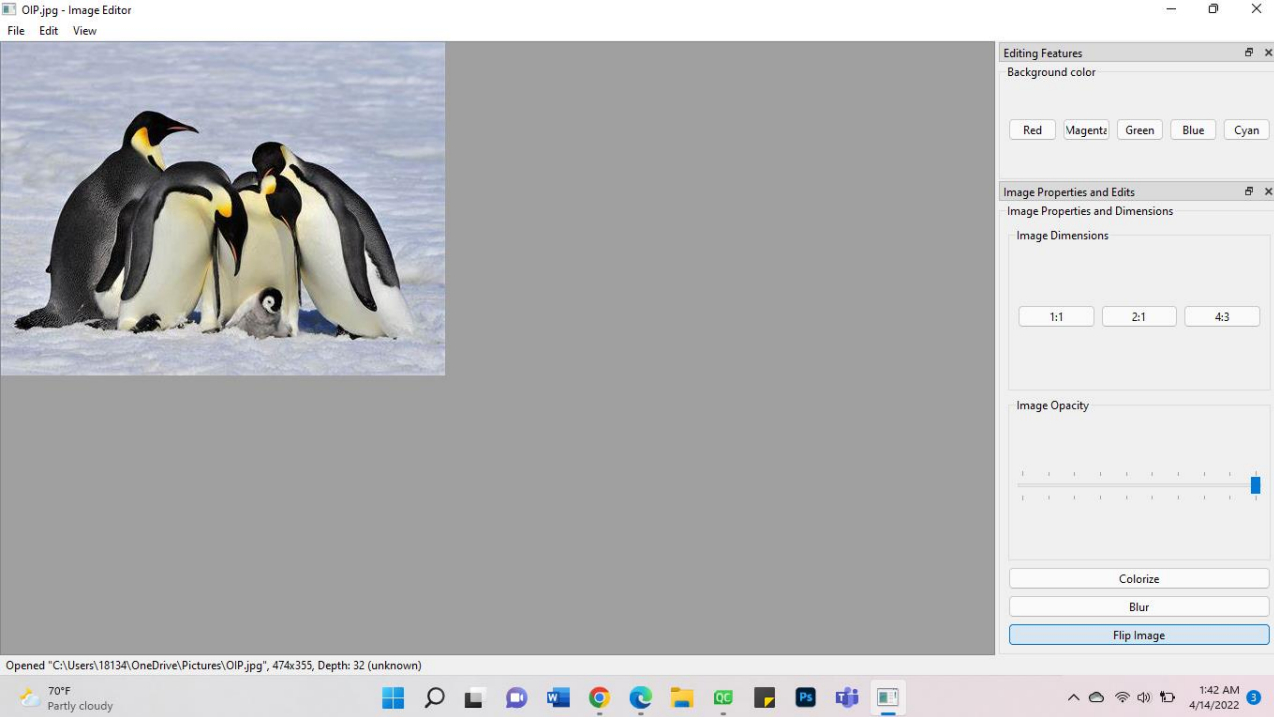 OIP.jpg - Image Editor
File Edit View
Editing Features
Background color
Red Magenta Green Blue Cyan
Image Properties and Edits
Image Properties and Dimensions
Image Dimensions
1:1 2:1 4:3
Image Opacity
Colorize
Blur
Flip Image
Opened "C:\Users\18134\OneDrive\Pictures\OIP.jpg", 474x355, Depth: 32 (unknown)
70°F
Partly cloudy
W
QC
Ps
T
1:42 AM
4/14/2022
3